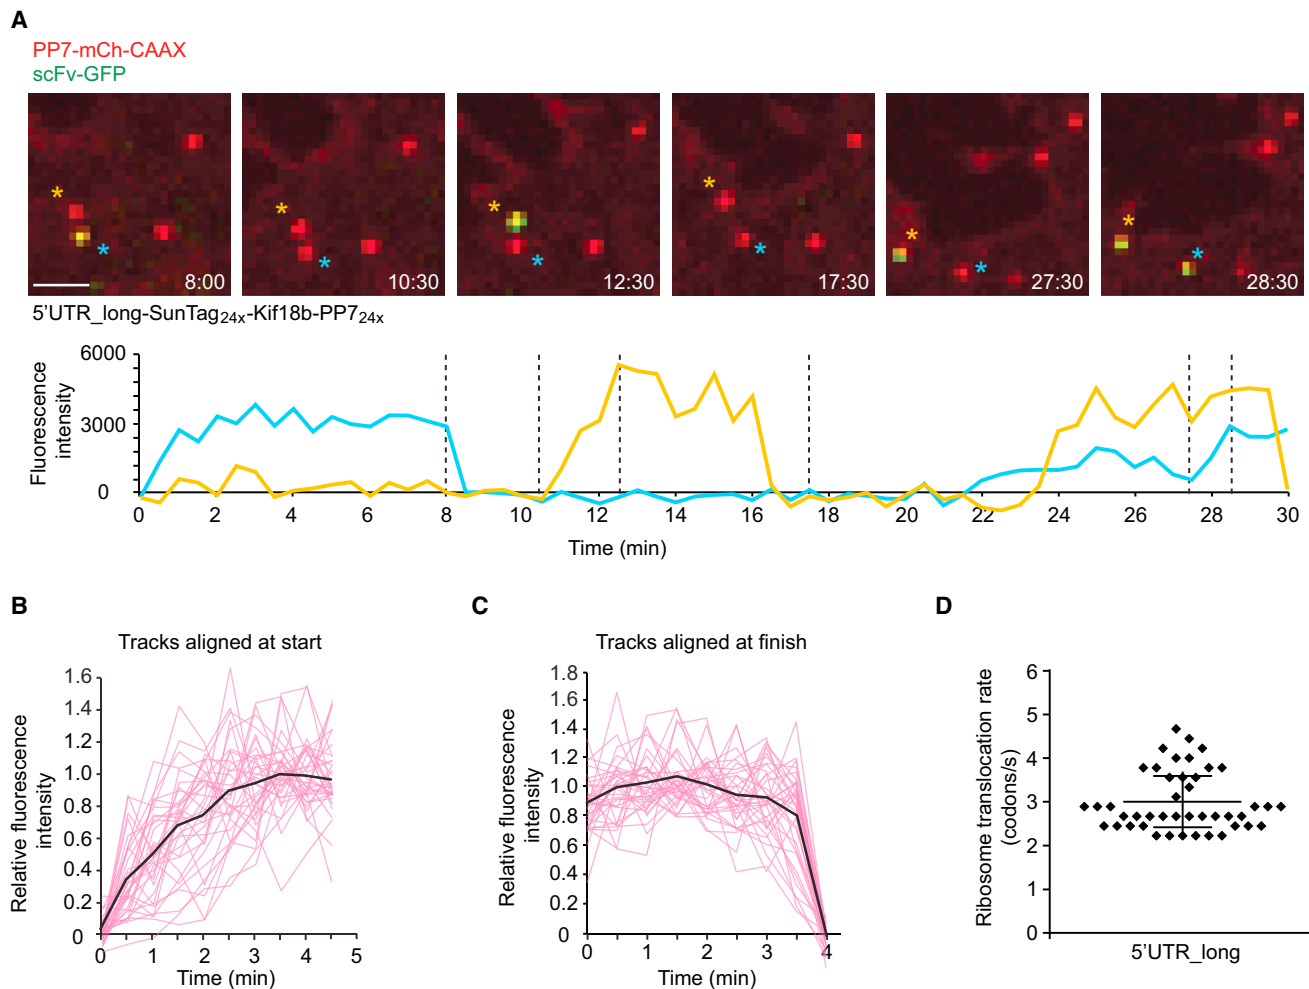 A
PP7-mCh-CAAX
scFv-GFP
* * * * * * * * * * * *
8:00 10:30 12:30 17:30 27:30 28:30
5’UTR_long-SunTag24x-Kif18b-PP724x
Fluorescence
intensity
6000
3000
0
0 2 4 6 8 10 12 14 16 18 20 22 24 26 28 30
Time (min)
B
Tracks aligned at start
Relative fluorescence
intensity
1.6
1.4
1.2
1.0
0.8
0.6
0.4
0.2
0
0 1 2 3 4 5
Time (min)
C
Tracks aligned at finish
Relative fluorescence
intensity
1.8
1.6
1.4
1.2
1.0
0.8
0.6
0.4
0.2
0
0 1 2 3 4
Time (min)
D
Ribosome translocation rate
(codons/s)
6
5
4
3
2
1
0
5’UTR_long